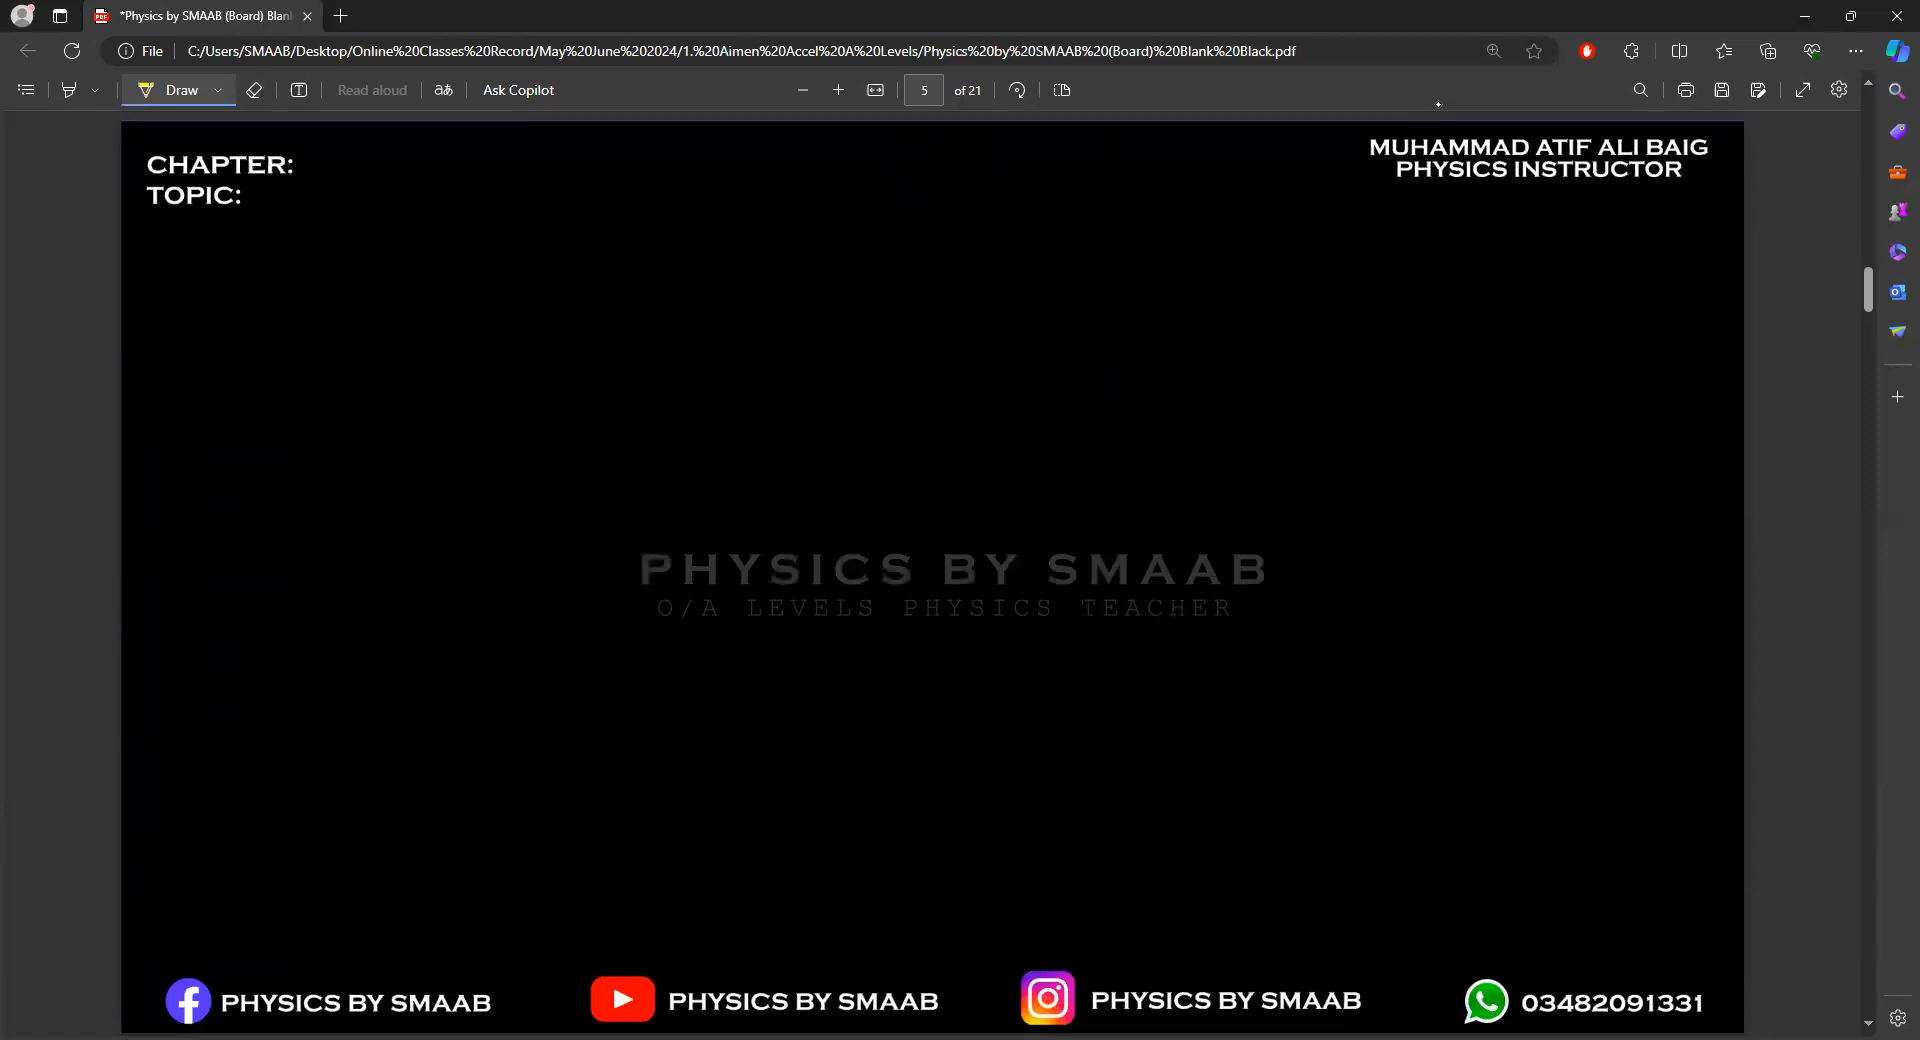 *Physics by SMAAB (Board) Blan
File
C:/Users/SMAAB/Desktop/Online%20Classes%20Record/May%20June%202024/1.%20Aimen%20Accel%20A%20Levels/Physics%20by%20SMAAB%20(Board)%20Blank%20Black.pdf
Draw
Read aloud
aあ
Ask Copilot
5
of 21
CHAPTER:
TOPIC:
MUHAMMAD ATIF ALI BAIG
PHYSICS INSTRUCTOR
PHYSICS BY SMAAB
O/A LEVELS PHYSICS TEACHER
PHYSICS BY SMAAB
PHYSICS BY SMAAB
PHYSICS BY SMAAB
03482091331